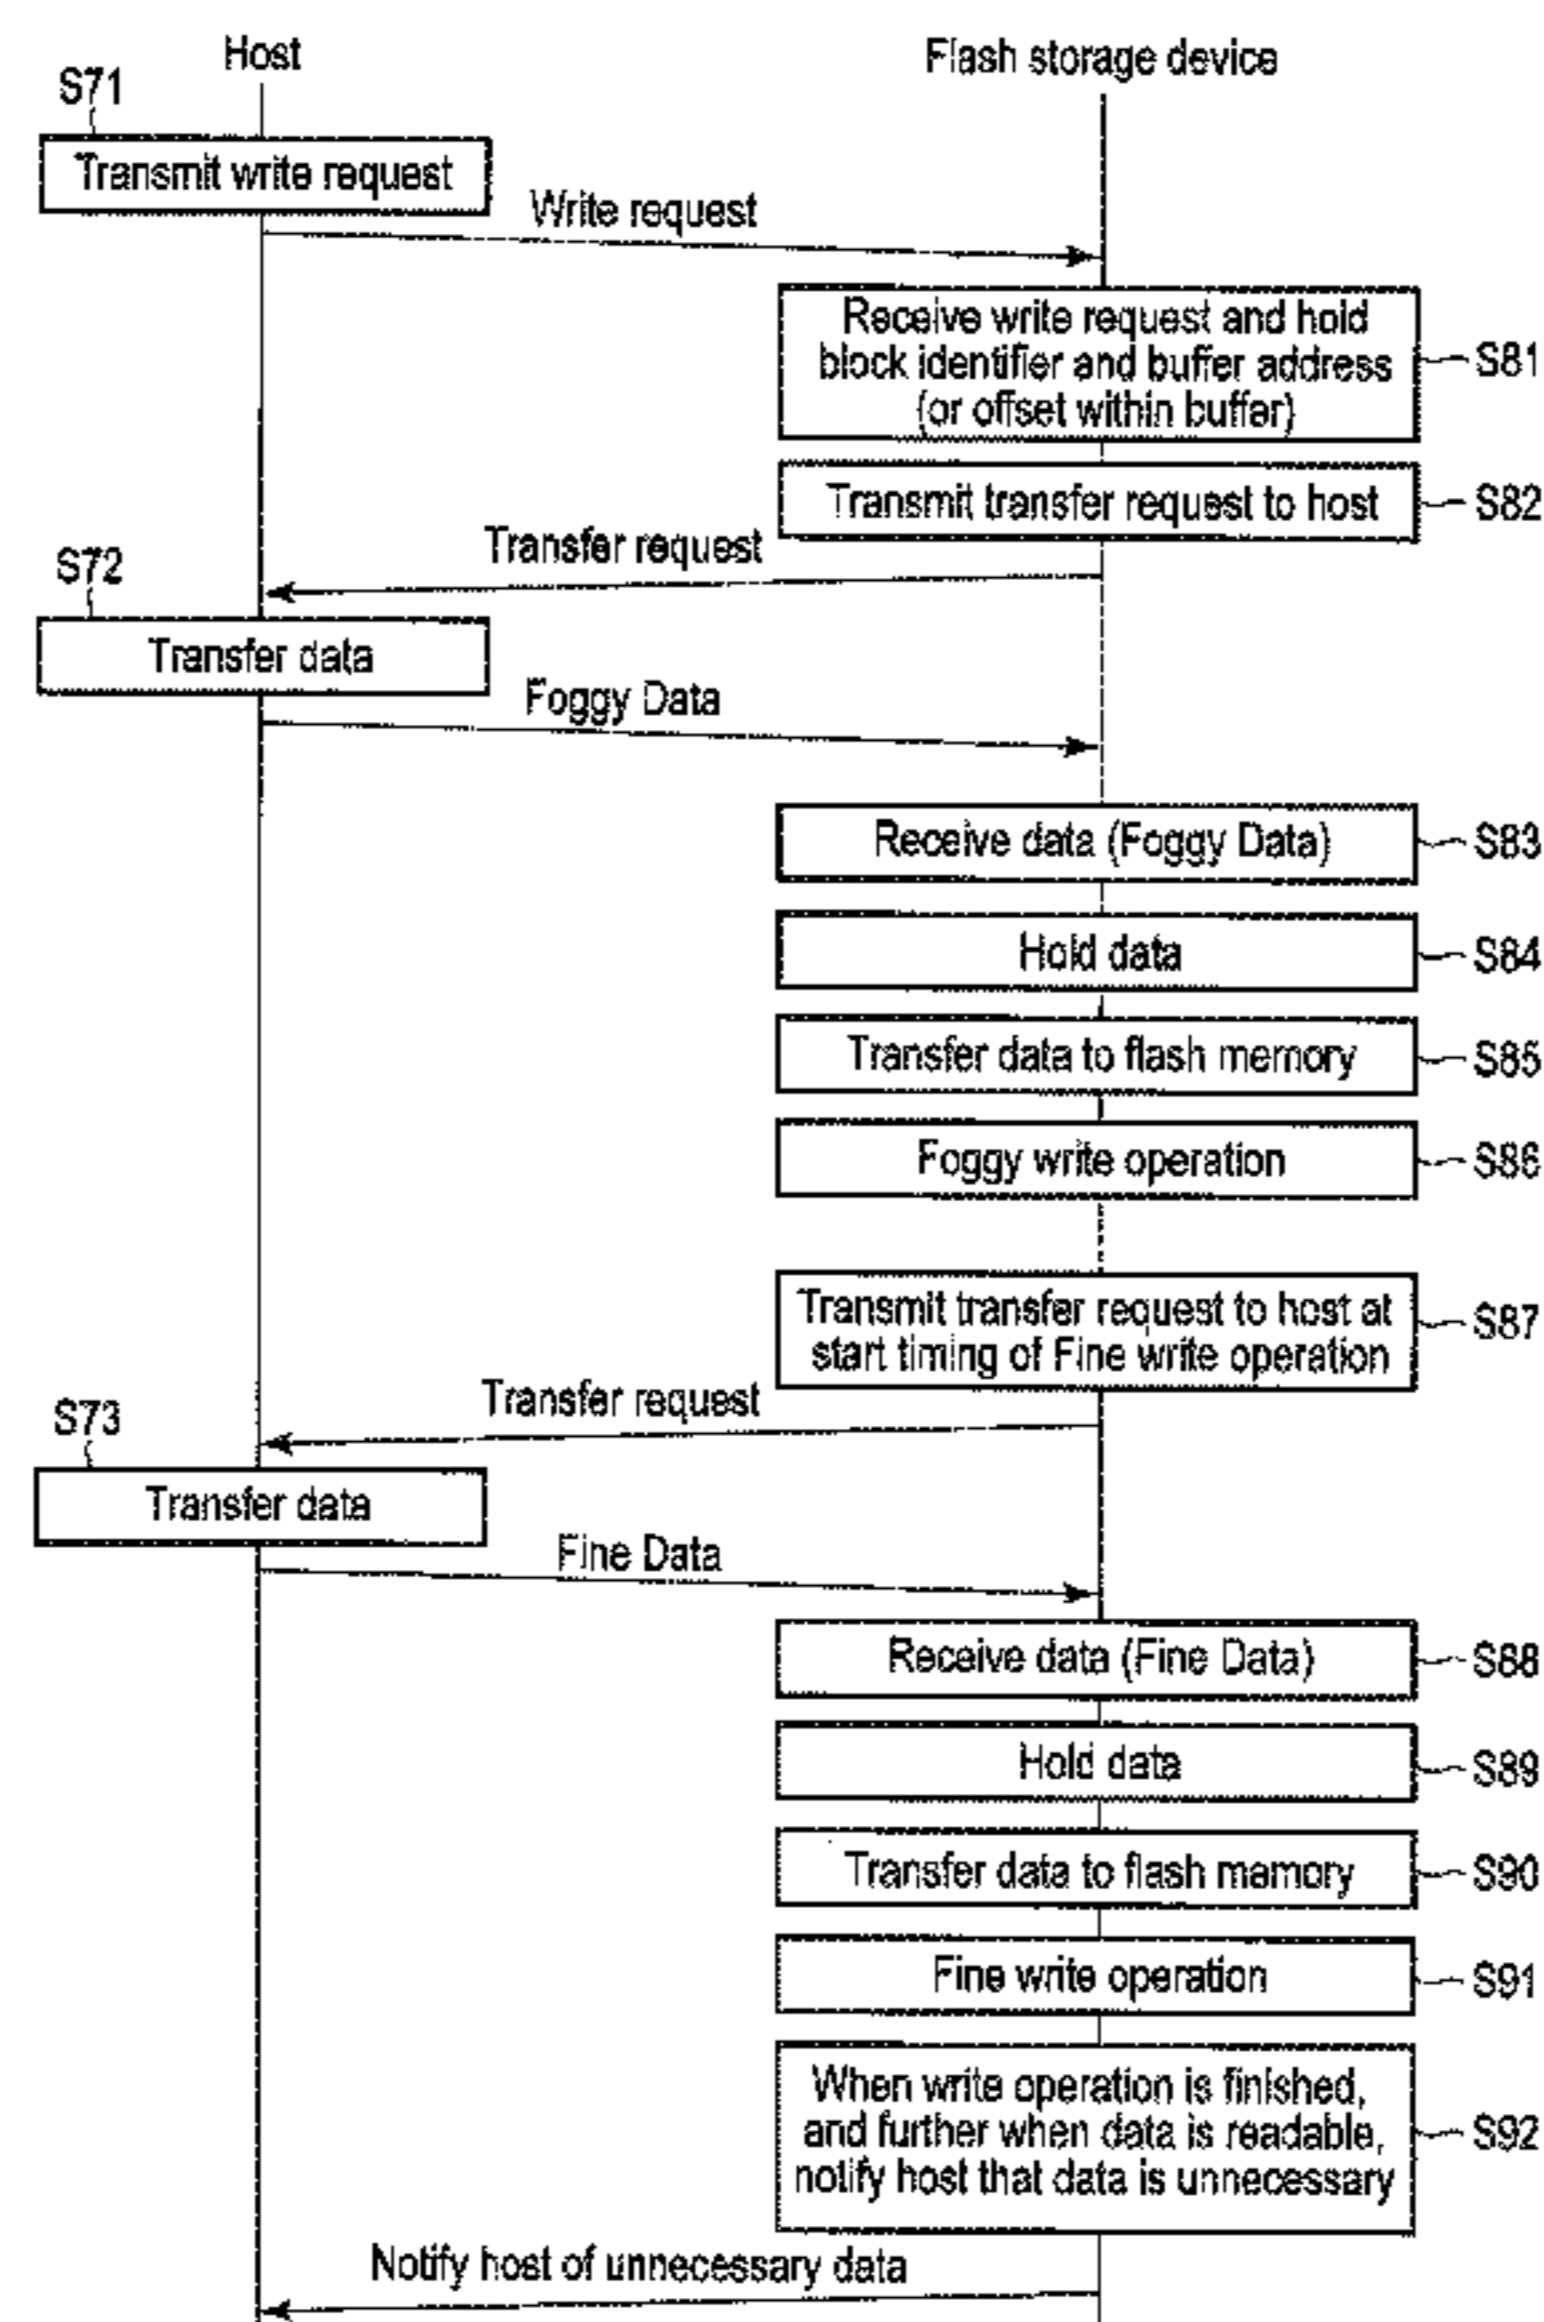 Host
Flash storage device
S71
Transmit write request
Write request
Receive write request and hold
block identifier and buffer address
(or offset within buffer)
S81
Transmit transfer request to host
S82
Transfer request
S72
Transfer data
Foggy Data
Receive data (Foggy Data)
S83
Hold data
S84
Transfer data to flash memory
S85
Foggy write operation
S86
Transmit transfer request to host at
start timing of Fine write operation
S87
Transfer request
S73
Transfer data
Fine Data
Receive data (Fine Data)
S88
Hold data
S89
Transfer data to flash memory
S90
Fine write operation
S91
When write operation is finished,
and further when data is readable,
notify host that data is unnecessary
S92
Notify host of unnecessary data